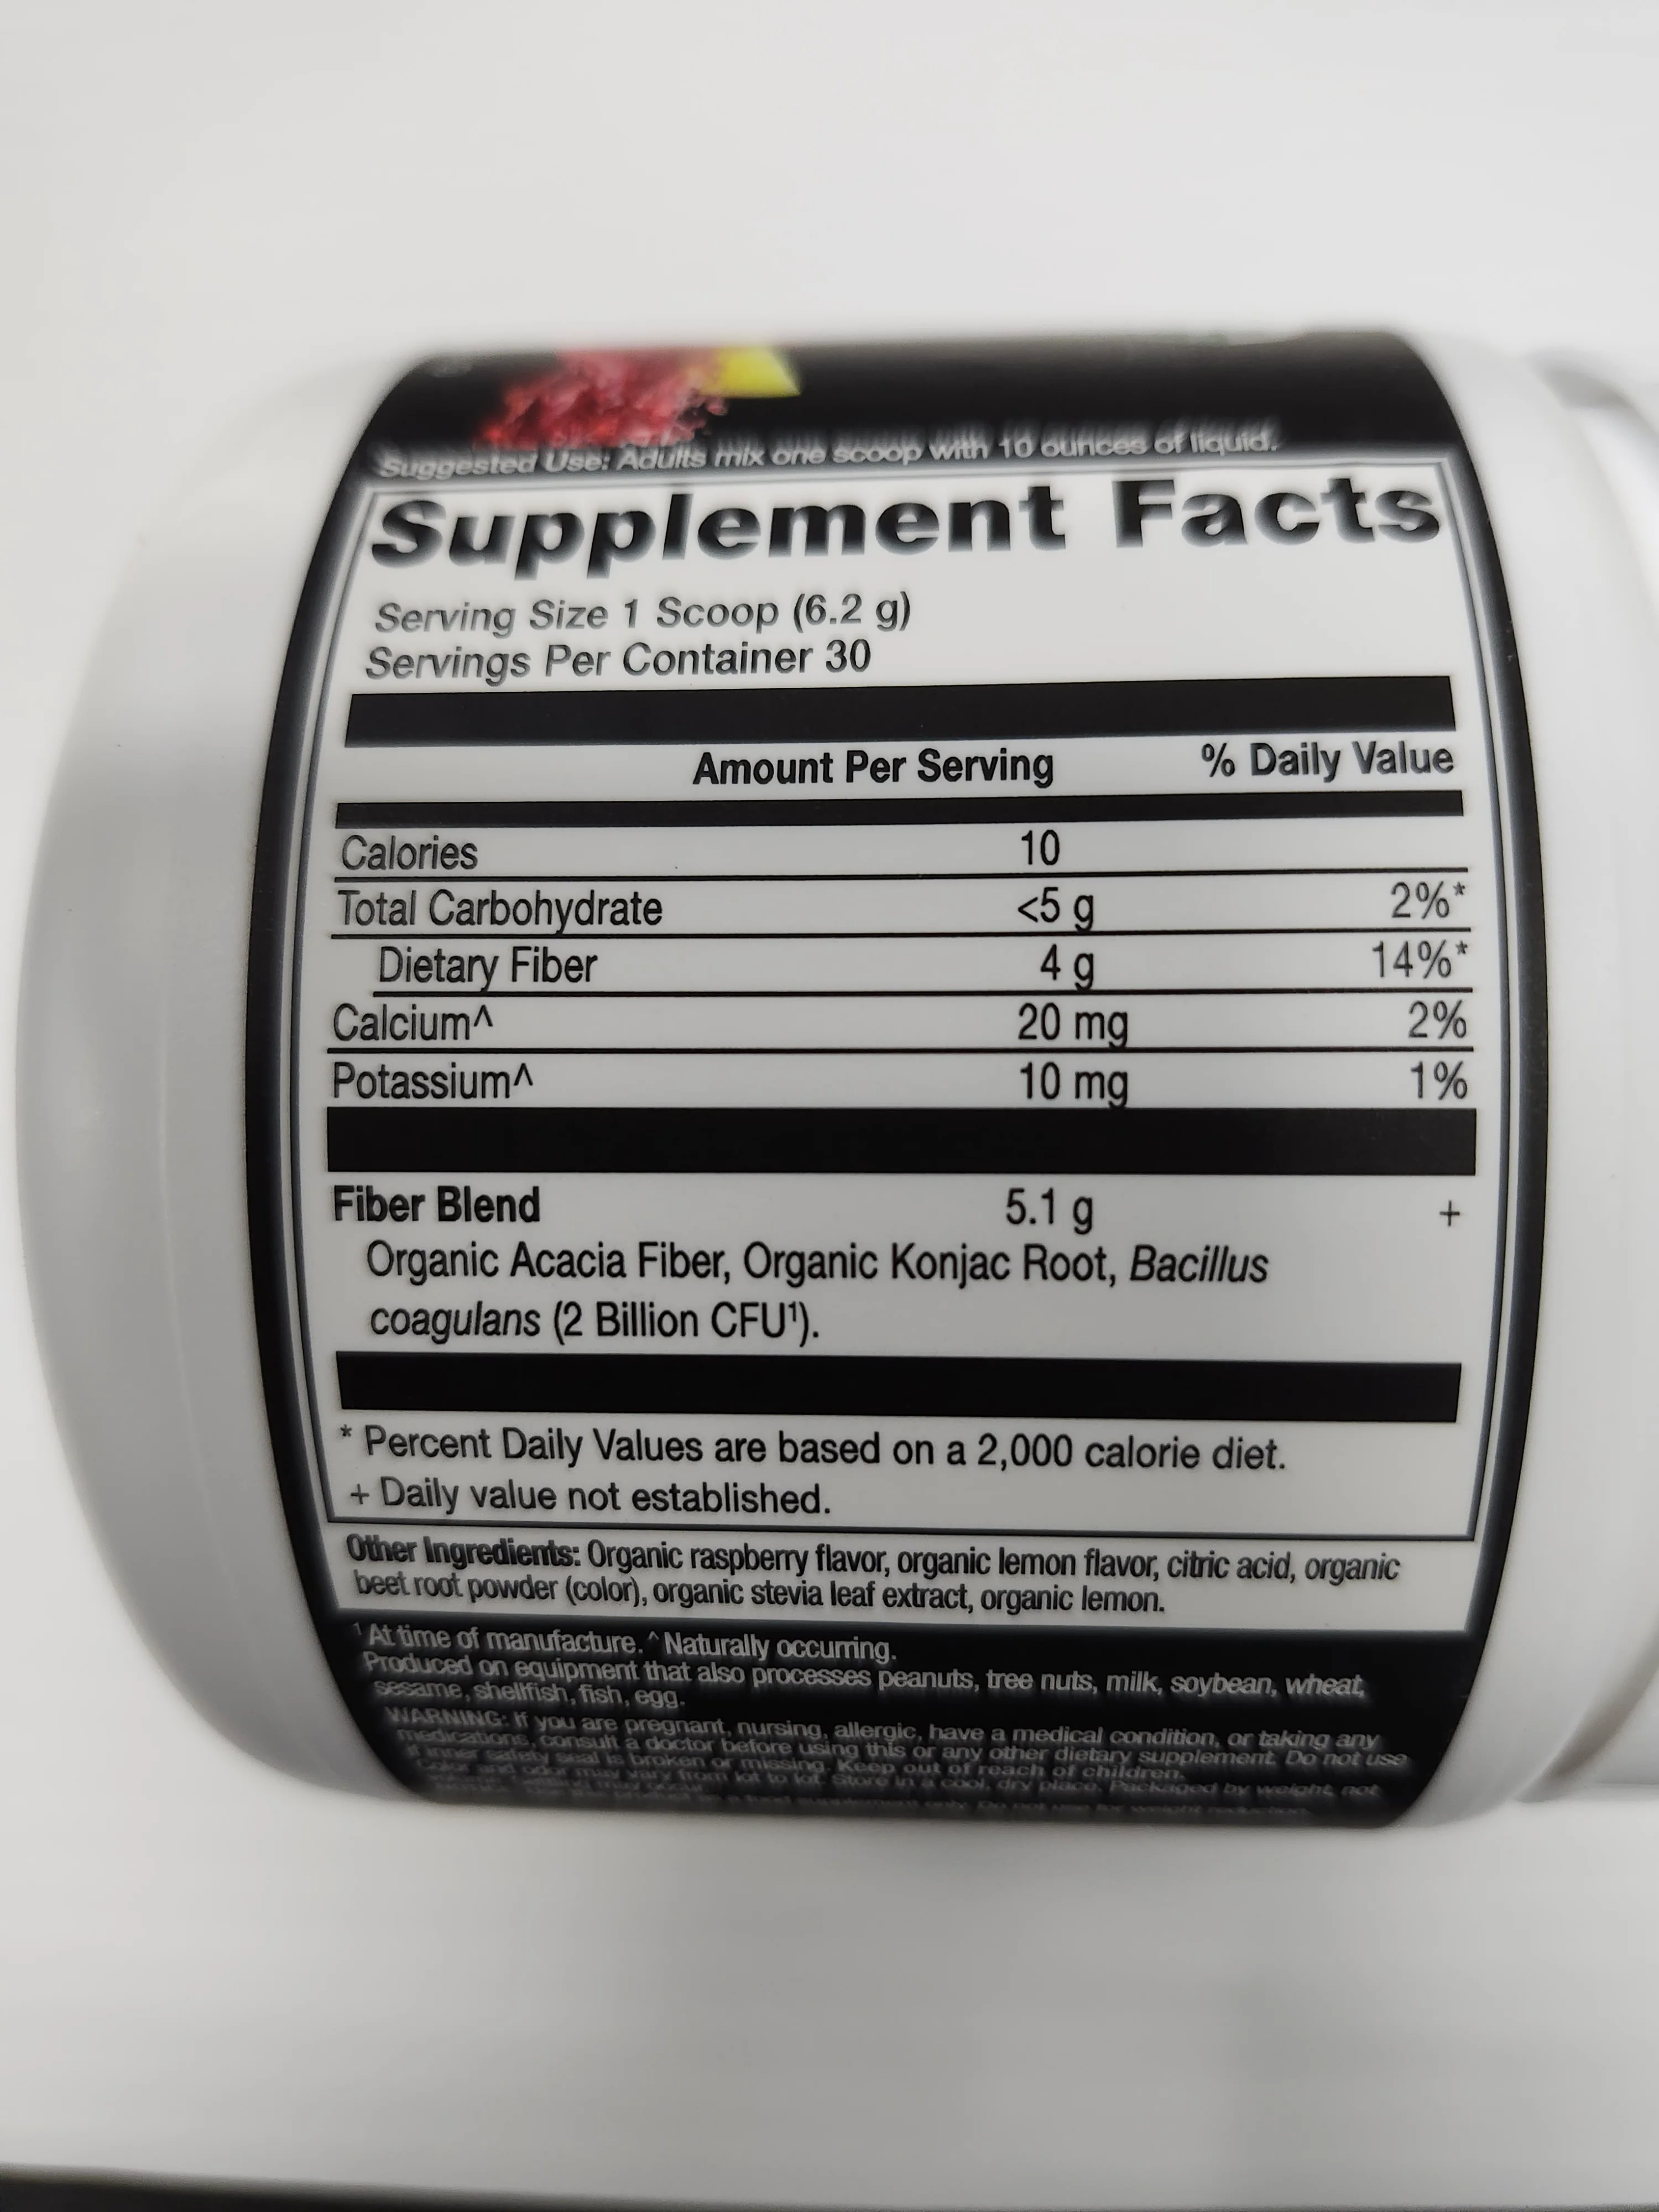 Suggested Use: Adults mix one scoop with 10 ounces of liquid.
Supplement Facts
Serving Size 1 Scoop (6.2 g)
Servings Per Container 30
Amount Per Serving % Daily Value
Calories 10
Total Carbohydrate <5 g 2%*
Dietary Fiber 4 g 14%*
Calcium^ 20 mg 2%
Potassium^ 10 mg 1%
Fiber Blend 5.1 g +
Organic Acacia Fiber, Organic Konjac Root, Bacillus
coagulans (2 Billion CFU¹).
* Percent Daily Values are based on a 2,000 calorie diet.
+ Daily value not established.
Other Ingredients: Organic raspberry flavor, organic lemon flavor, citric acid, organic
beet root powder (color), organic stevia leaf extract, organic lemon.
¹ At time of manufacture. ^ Naturally occurring.
Produced on equipment that also processes peanuts, tree nuts, milk, soybean, wheat,
sesame, shellfish, fish, egg.
WARNING: If you are pregnant, nursing, allergic, have a medical condition, or taking any
medications, consult a doctor before using this or any other dietary supplement. Do not use
if inner safety seal is broken or missing. Keep out of reach of children.
Color and odor may vary from lot to lot. Store in a cool, dry place. Packaged by weight, not